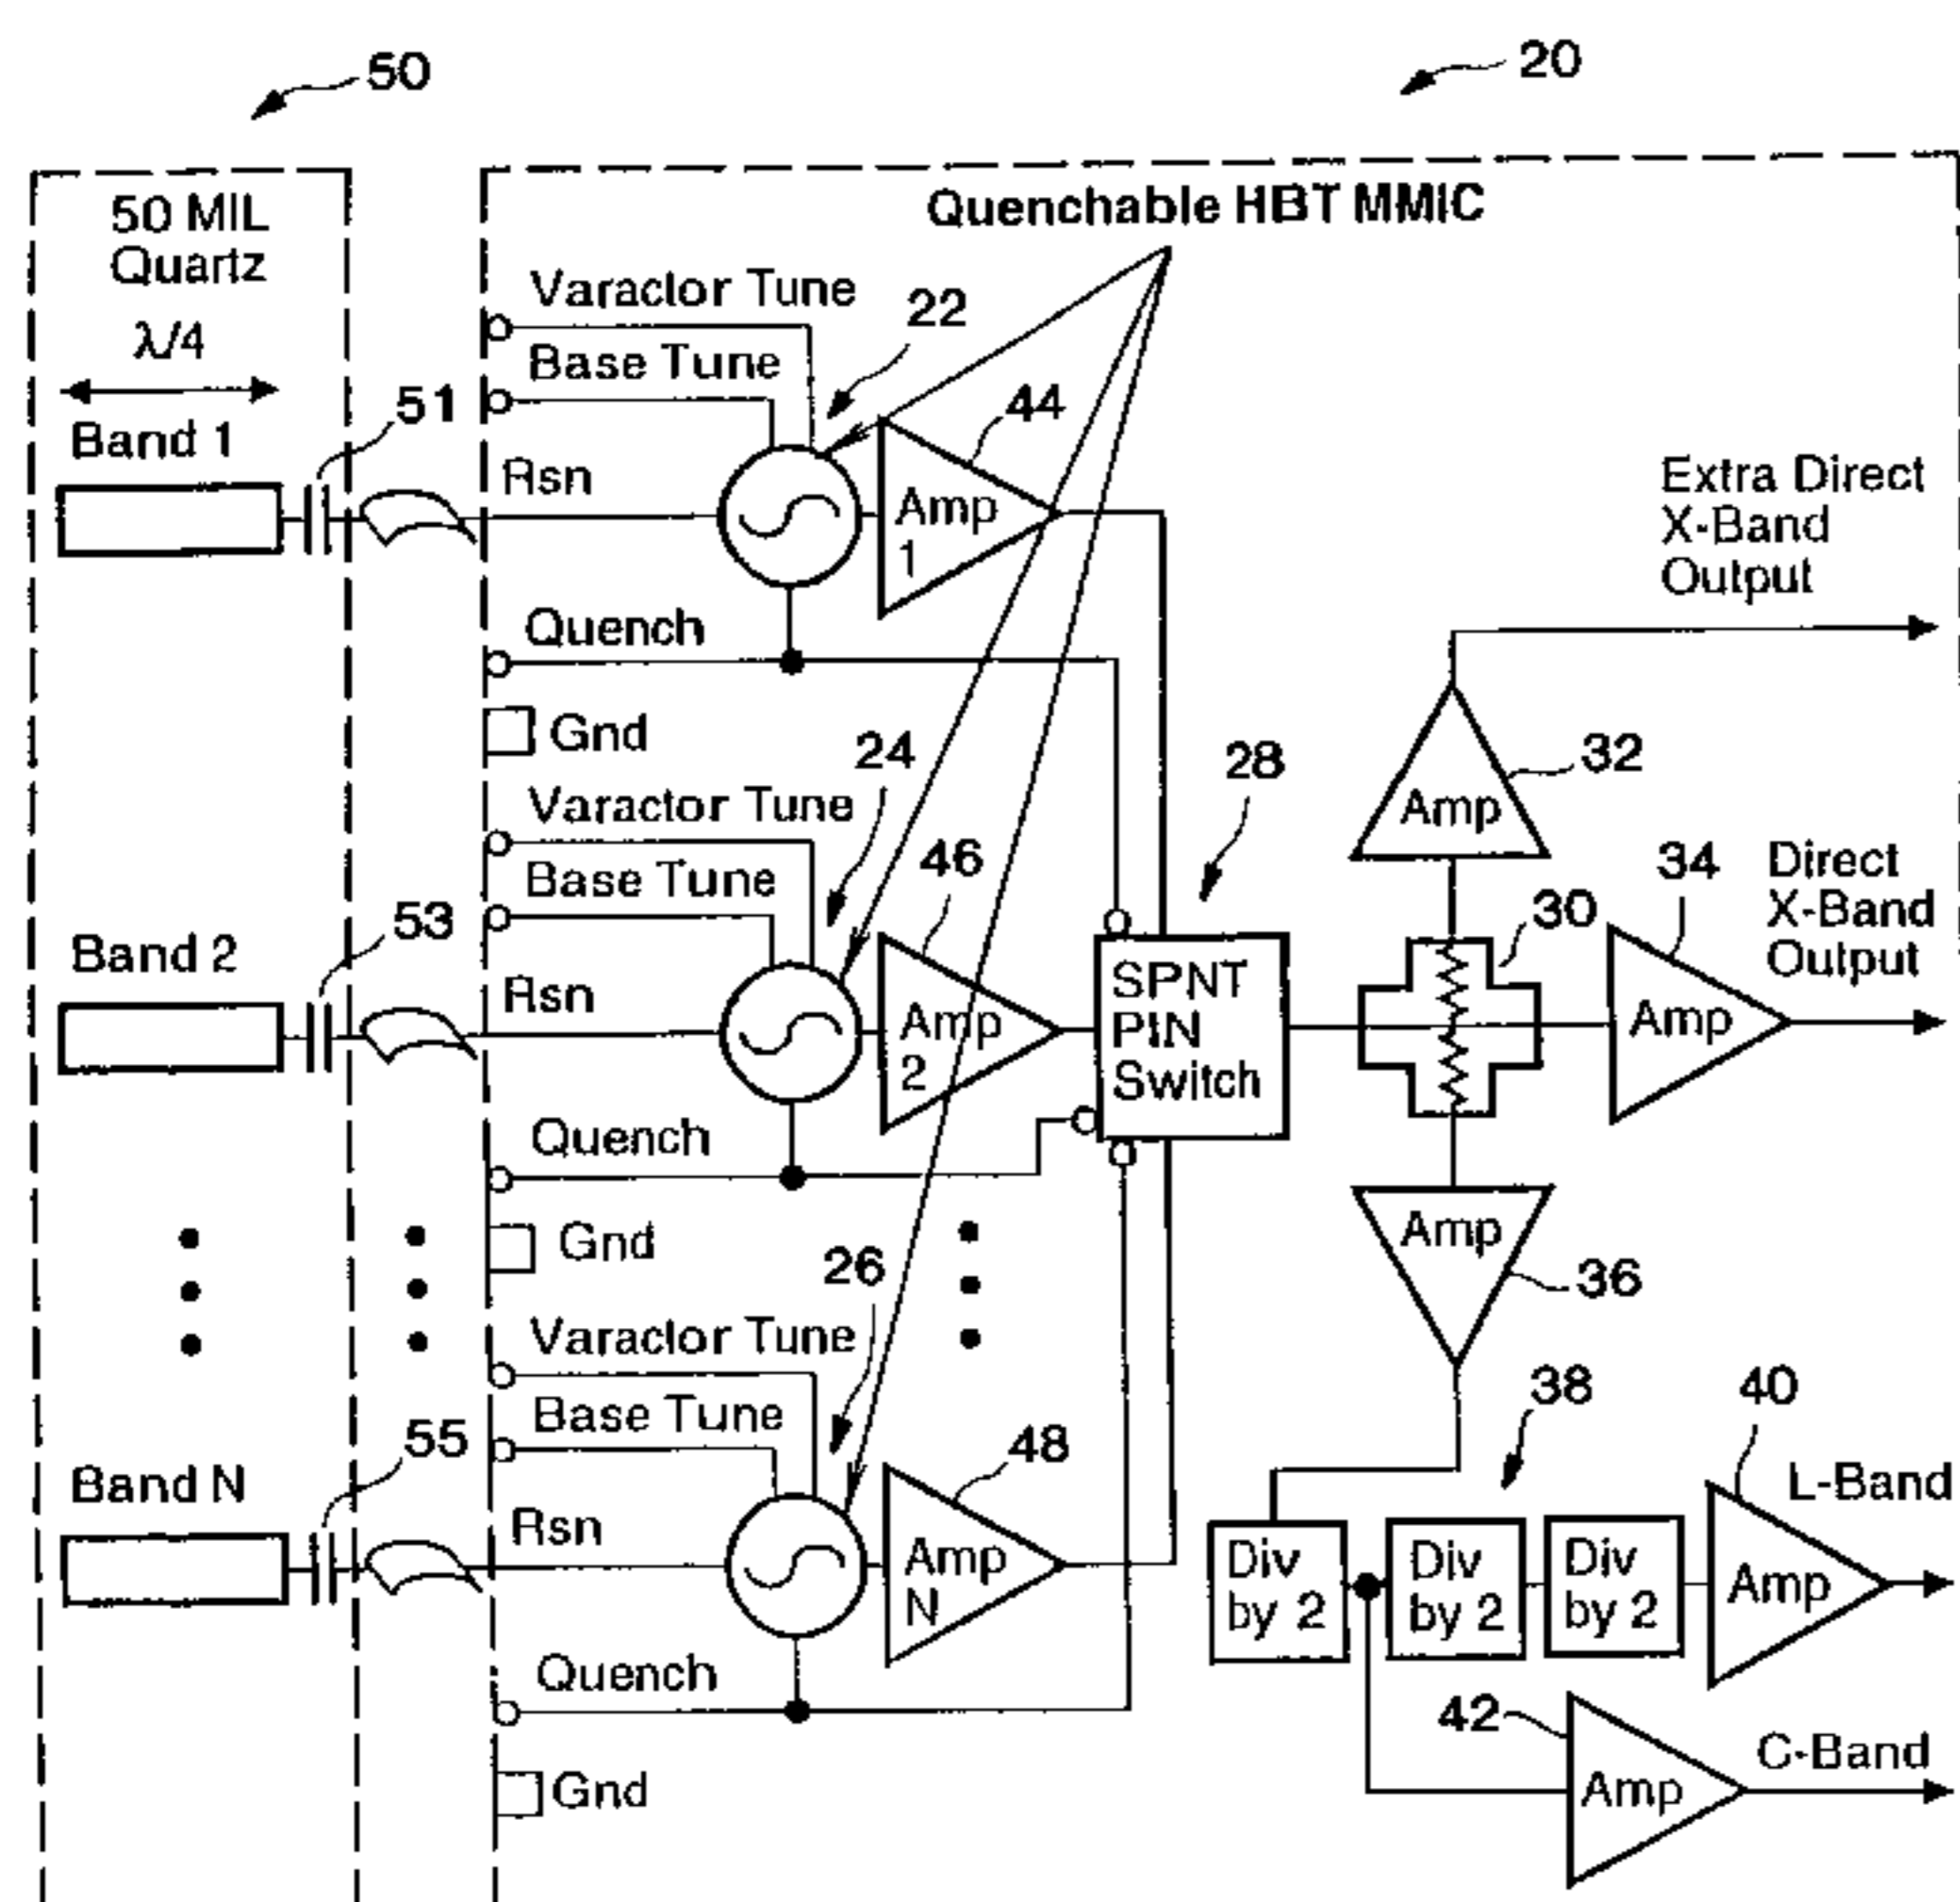 50
20
50 MIL
Quartz
λ/4
Quenchable HBT MMIC
Varactor Tune
22
Base Tune
51
44
Band 1
Rsn
Amp
1
Extra Direct
X-Band
Output
Quench
Gnd
24
28
32
Varactor Tune
Amp
46
34
Direct
X-Band
Output
Base Tune
53
30
Band 2
Rsn
SPNT
PIN
Switch
Amp
2
Amp
Quench
Amp
36
Gnd
26
Varactor Tune
38
40
Base Tune
55
48
L-Band
Band N
Rsn
Amp
N
Div
by 2
Div
by 2
Div
by 2
Amp
Quench
42
C-Band
Gnd
Amp